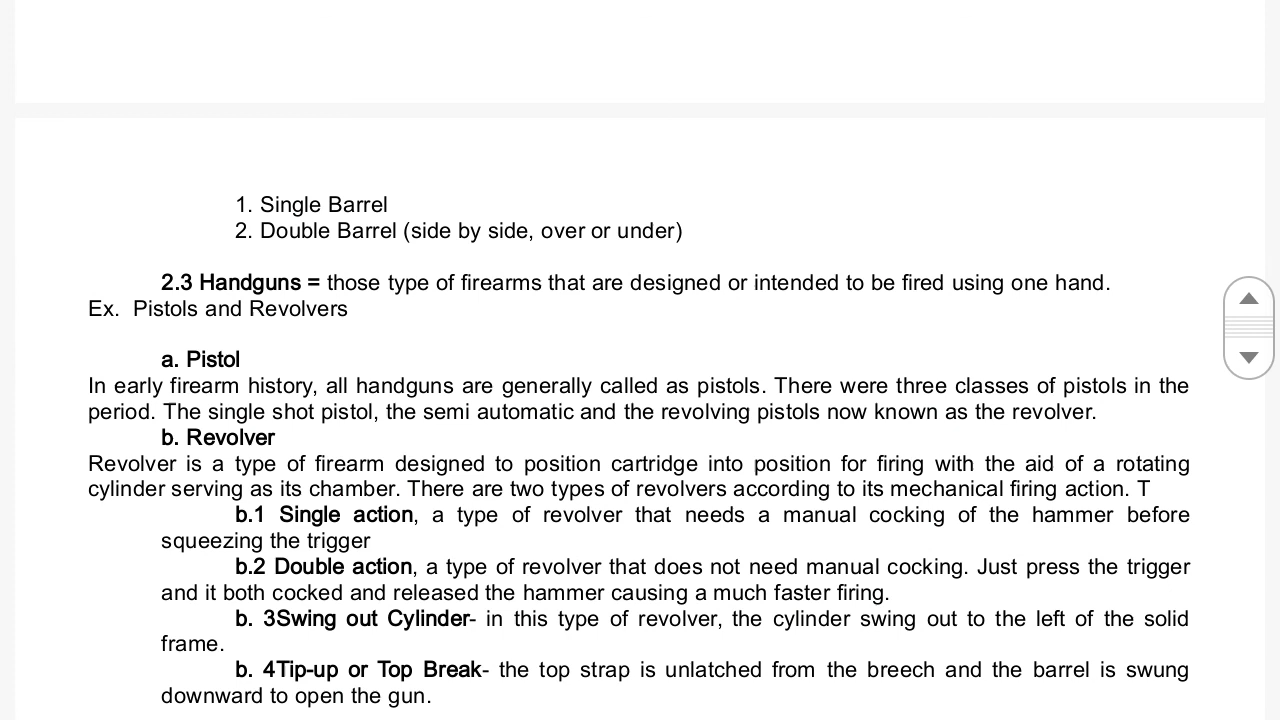 1. Single Barrel
2. Double Barrel (side by side, over or under)
2.3 Handguns = those type of firearms that are designed or intended to be fired using one hand.
Ex. Pistols and Revolvers
a. Pistol
In early firearm history, all handguns are generally called as pistols. There were three classes of pistols in the
period. The single shot pistol, the semi automatic and the revolving pistols now known as the revolver.
b. Revolver
Revolver is a type of firearm designed to position cartridge into position for firing with the aid of a rotating
cylinder serving as its chamber. There are two types of revolvers according to its mechanical firing action. T
b.1 Single action, a type of revolver that needs a manual cocking of the hammer before
squeezing the trigger
b.2 Double action, a type of revolver that does not need manual cocking. Just press the trigger
and it both cocked and released the hammer causing a much faster firing.
b. 3Swing out Cylinder- in this type of revolver, the cylinder swing out to the left of the solid
frame.
b. 4Tip-up or Top Break- the top strap is unlatched from the breech and the barrel is swung
downward to open the gun.